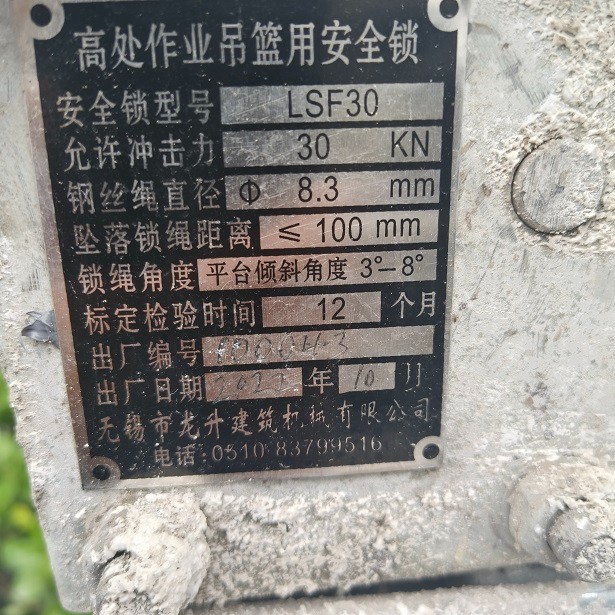 高处作业吊篮用安全锁
安全锁型号 LSF30
允许冲击力 30 KN
钢丝绳直径 Φ 8.3 mm
坠落锁绳距离 ≤100 mm
锁绳角度 平台倾斜角度 3°-8°
标定检验时间 12 个月
出厂编号
出厂日期 年 10 月
无锡市龙升建筑机械有限公司
电话:0510-83799516